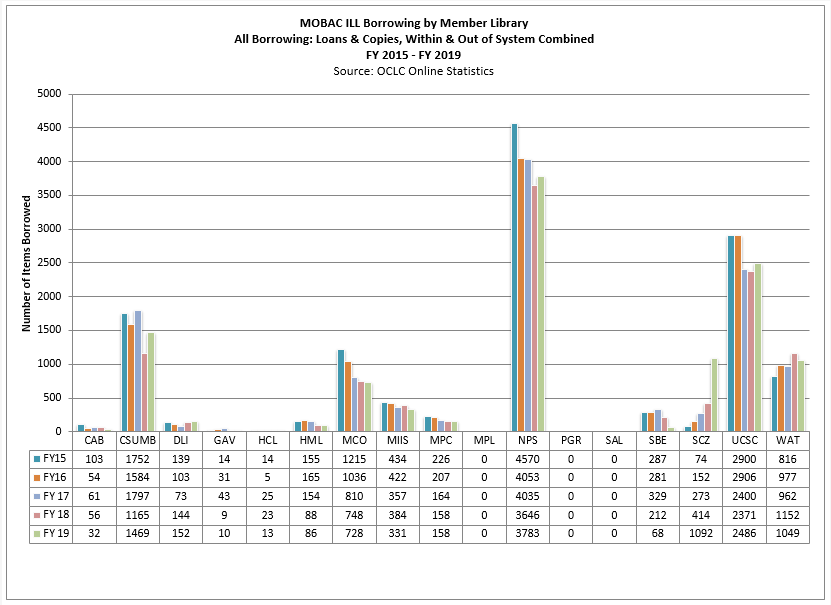 MOBAC ILL Borrowing by Member Library
All Borrowing: Loans & Copies, Within & Out of System Combined
FY 2015 - FY 2019
Source: OCLC Online Statistics
Number of Items Borrowed
5000
4500
4000
3500
3000
2500
2000
1500
1000
500
0
CAB CSUMB DLI GAV HCL HML MCO MIIS MPC MPL NPS PGR SAL SBE SCZ UCSC WAT
FY15 103 1752 139 14 14 155 1215 434 226 0 4570 0 0 287 74 2900 816
FY16 54 1584 103 31 5 165 1036 422 207 0 4053 0 0 281 152 2906 977
FY 17 61 1797 73 43 25 154 810 357 164 0 4035 0 0 329 273 2400 962
FY 18 56 1165 144 9 23 88 748 384 158 0 3646 0 0 212 414 2371 1152
FY 19 32 1469 152 10 13 86 728 331 158 0 3783 0 0 68 1092 2486 1049